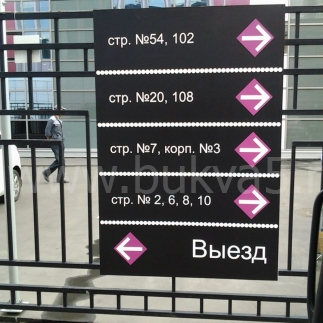 стр. №54, 102
стр. №20, 108
стр. №7, корп. №3
стр. № 2, 6, 8, 10
Выезд